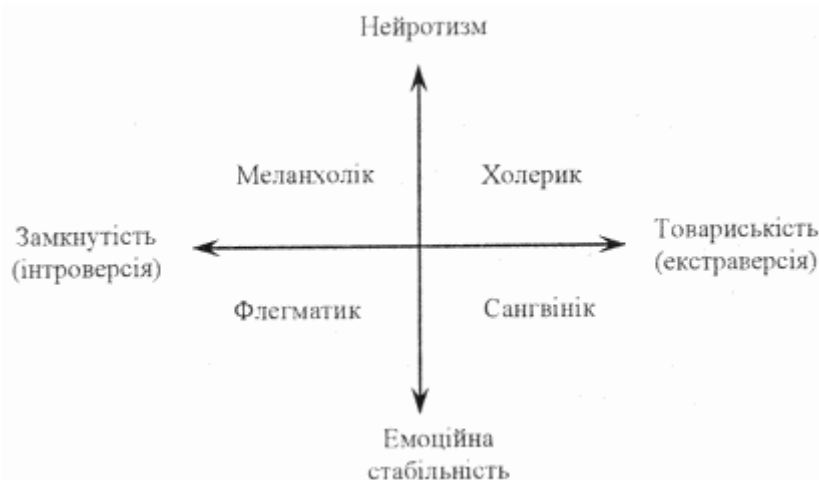 Нейротизм
Меланхолік
Холерик
Замкнутість
(інтроверсія)
Товариськість
(екстраверсія)
Флегматик
Сангвінік
Емоційна
стабільність